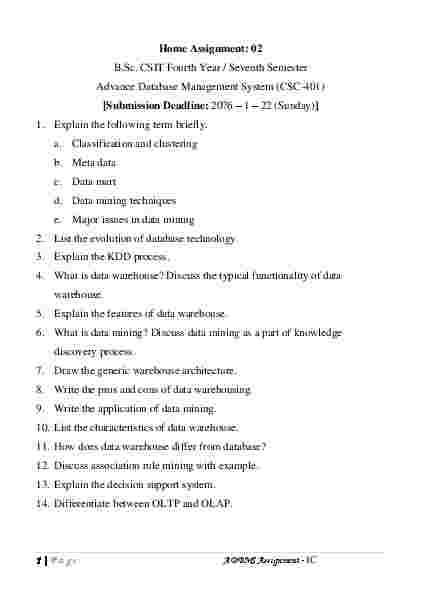 Home Assignment: 02
B.Sc. CSIT Fourth Year / Seventh Semester
Advance Database Management System (CSC-401)
[Submission Deadline: 2076 – 1 – 22 (Sunday)]
1. Explain the following term briefly.
a. Classification and clustering
b. Meta data
c. Data mart
d. Data mining techniques
e. Major issues in data mining
2. List the evolution of database technology.
3. Explain the KDD process.
4. What is data warehouse? Discuss the typical functionality of data
warehouse.
5. Explain the features of data warehouse.
6. What is data mining? Discuss data mining as a part of knowledge
discovery process.
7. Draw the generic warehouse architecture.
8. Write the pros and cons of data warehousing.
9. Write the application of data mining.
10. List the characteristics of data warehouse.
11. How does data warehouse differ from database?
12. Discuss association rule mining with example.
13. Explain the decision support system.
14. Differentiate between OLTP and OLAP.
1 | Page ADBMS Assignment -